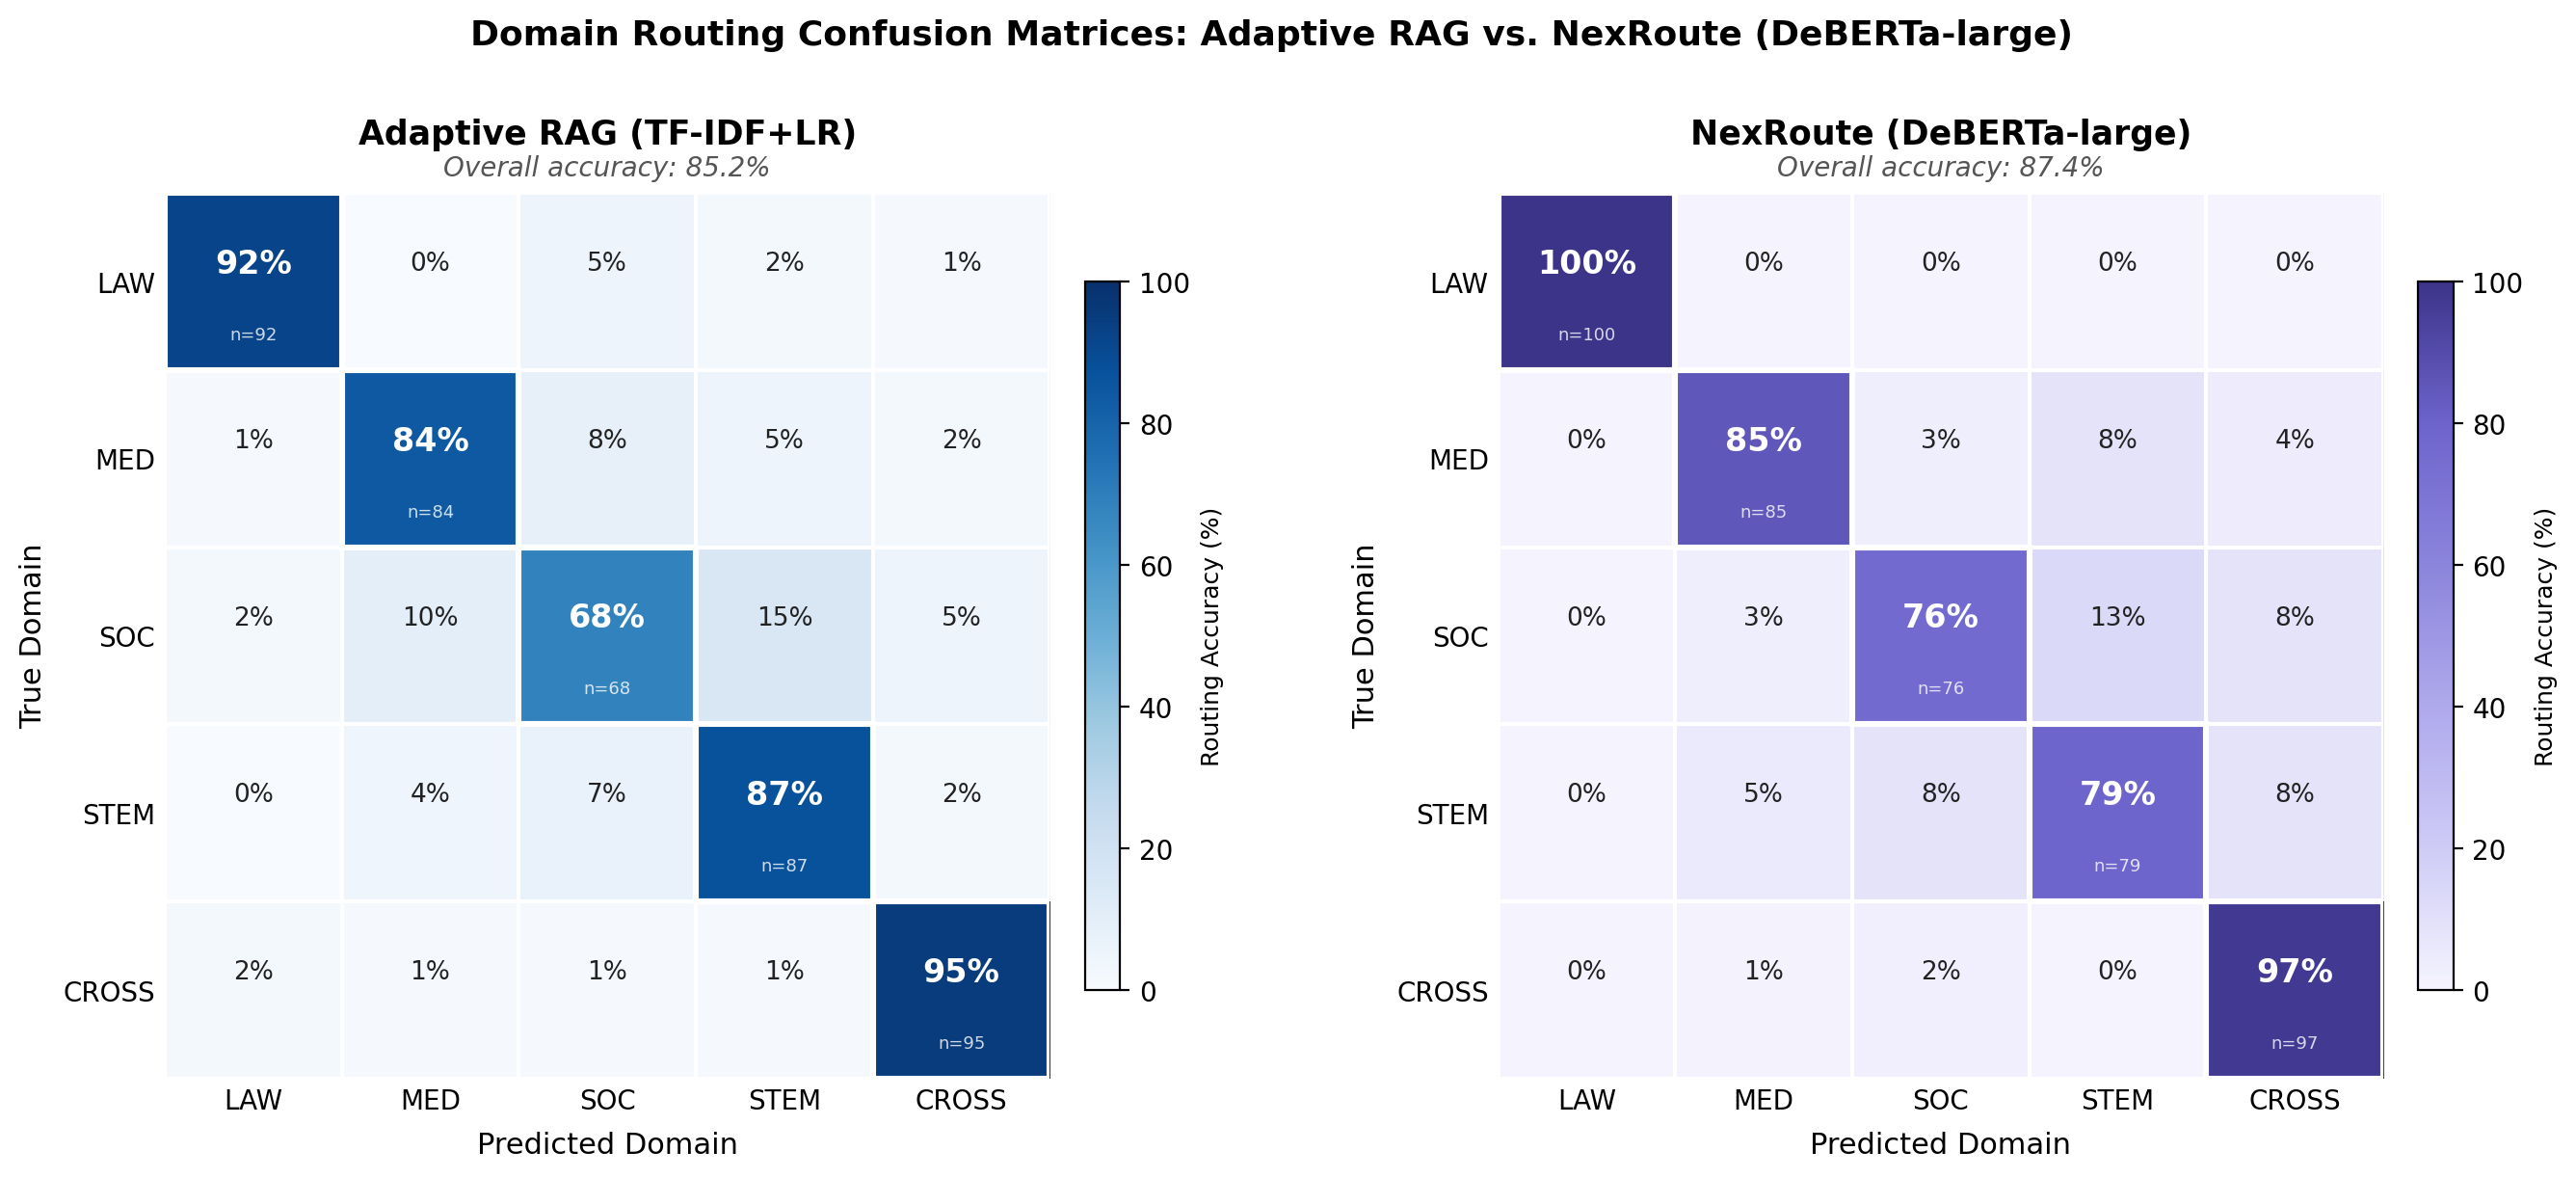 Domain Routing Confusion Matrices: Adaptive RAG vs. NexRoute (DeBERTa-large)
Adaptive RAG (TF-IDF+LR)
Overall accuracy: 85.2%
True Domain
LAW 92% 0% 5% 2% 1%
n=92
MED 1% 84% 8% 5% 2%
n=84
SOC 2% 10% 68% 15% 5%
n=68
STEM 0% 4% 7% 87% 2%
n=87
CROSS 2% 1% 1% 1% 95%
n=95
LAW MED SOC STEM CROSS
Predicted Domain
100
80
60
40
20
0
Routing Accuracy (%)
NexRoute (DeBERTa-large)
Overall accuracy: 87.4%
True Domain
LAW 100% 0% 0% 0% 0%
n=100
MED 0% 85% 3% 8% 4%
n=85
SOC 0% 3% 76% 13% 8%
n=76
STEM 0% 5% 8% 79% 8%
n=79
CROSS 0% 1% 2% 0% 97%
n=97
LAW MED SOC STEM CROSS
Predicted Domain
100
80
60
40
20
0
Routing Accuracy (%)